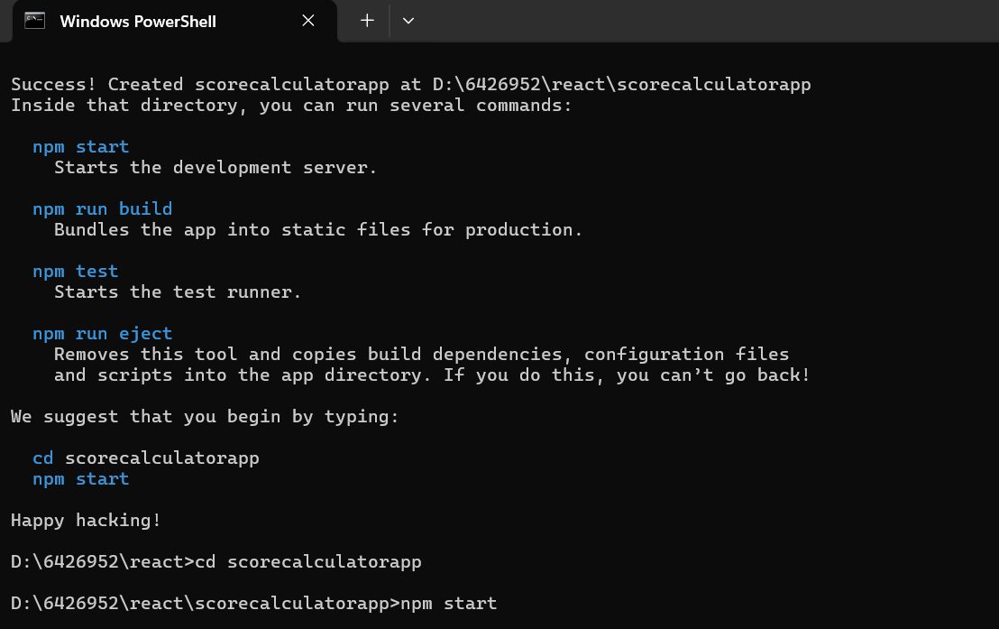 Windows PowerShell
Success! Created scorecalculatorapp at D:\6426952\react\scorecalculatorapp
Inside that directory, you can run several commands:
npm start
Starts the development server.
npm run build
Bundles the app into static files for production.
npm test
Starts the test runner.
npm run eject
Removes this tool and copies build dependencies, configuration files
and scripts into the app directory. If you do this, you can’t go back!
We suggest that you begin by typing:
cd scorecalculatorapp
npm start
Happy hacking!
D:\6426952\react>cd scorecalculatorapp
D:\6426952\react\scorecalculatorapp>npm start